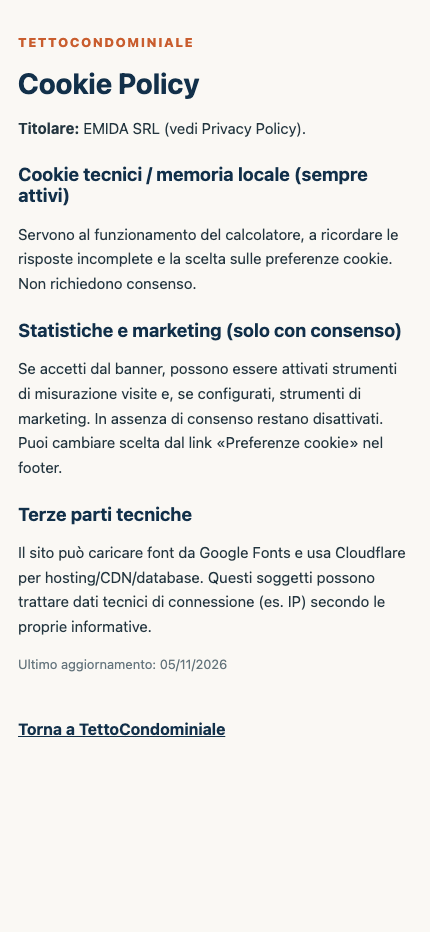 TETTOCONDOMINIALE
Cookie Policy
Titolare: EMIDA SRL (vedi Privacy Policy).
Cookie tecnici / memoria locale (sempre
attivi)
Servono al funzionamento del calcolatore, a ricordare le
risposte incomplete e la scelta sulle preferenze cookie.
Non richiedono consenso.
Statistiche e marketing (solo con consenso)
Se accetti dal banner, possono essere attivati strumenti
di misurazione visite e, se configurati, strumenti di
marketing. In assenza di consenso restano disattivati.
Puoi cambiare scelta dal link «Preferenze cookie» nel
footer.
Terze parti tecniche
Il sito può caricare font da Google Fonts e usa Cloudflare
per hosting/CDN/database. Questi soggetti possono
trattare dati tecnici di connessione (es. IP) secondo le
proprie informative.
Ultimo aggiornamento: 05/11/2026
Torna a TettoCondominiale